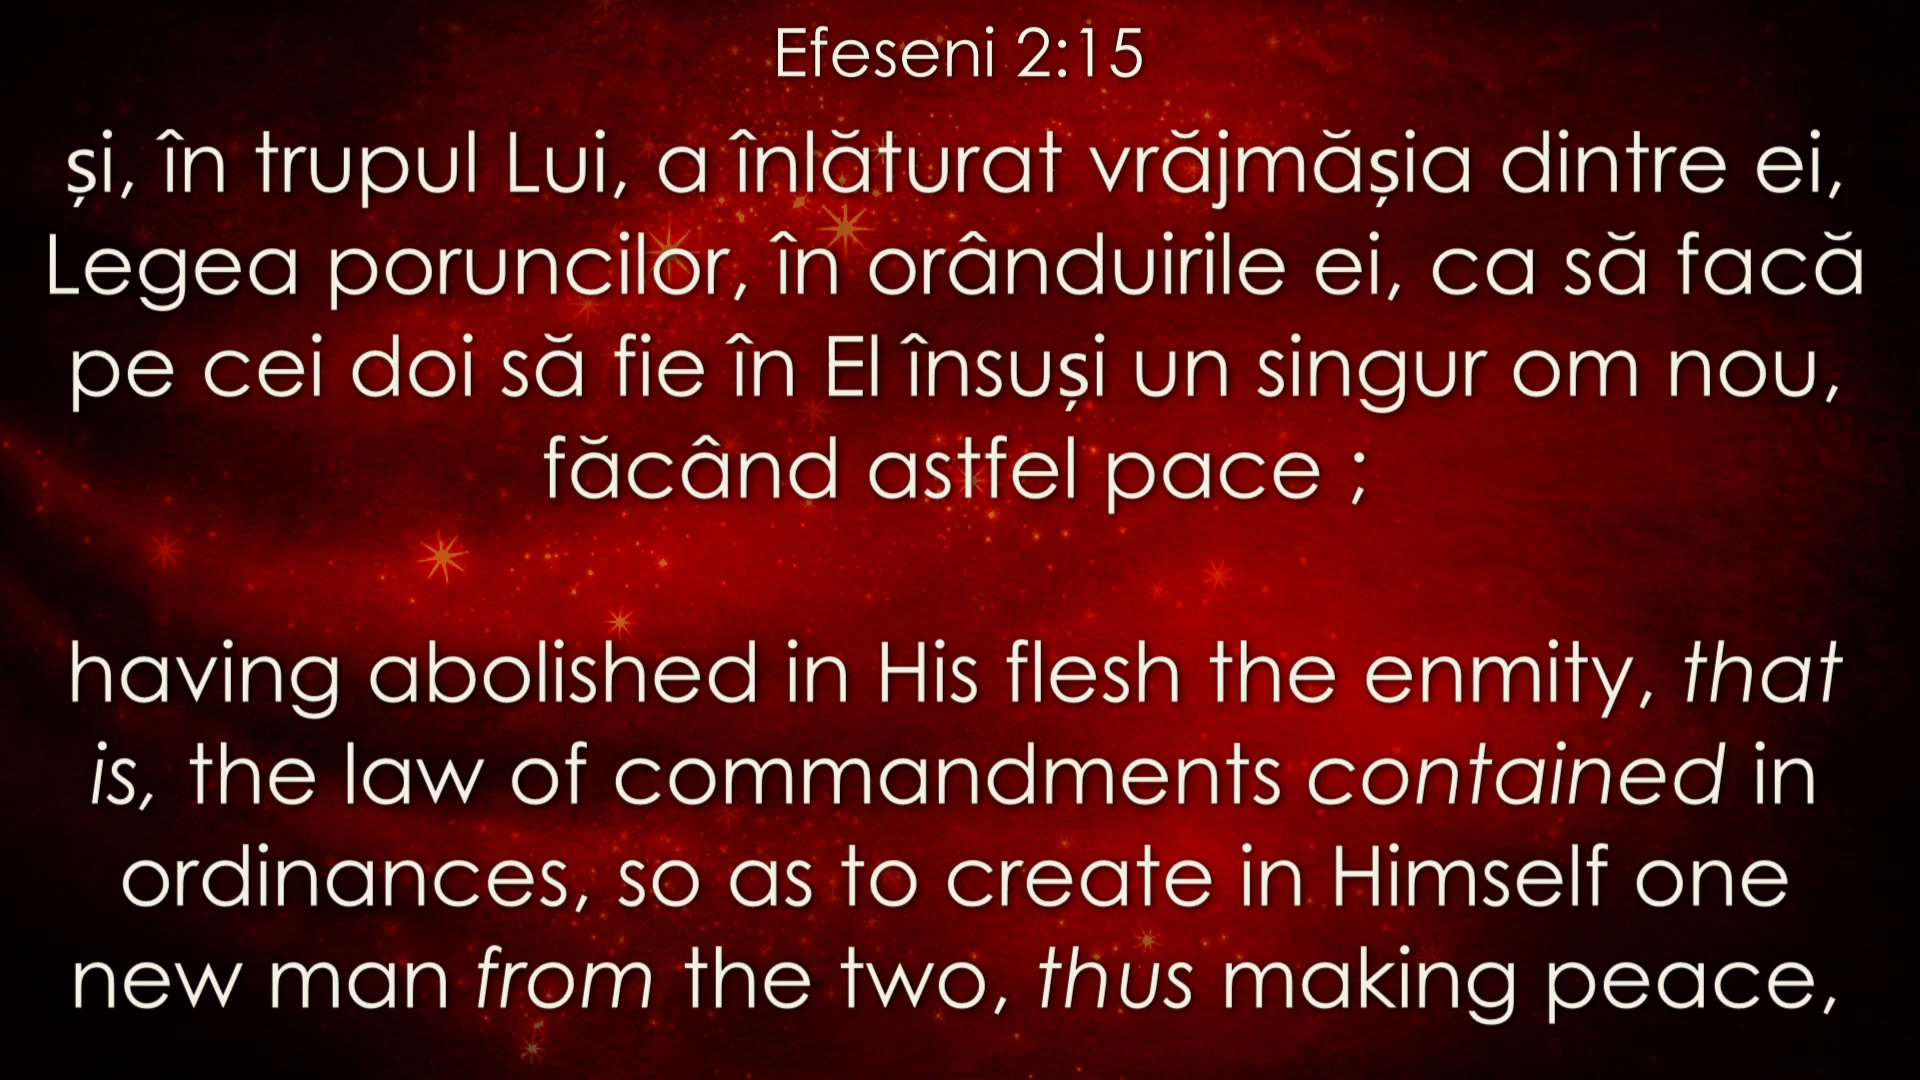 Efeseni 2:15
și, în trupul Lui, a înlăturat vrăjmășia dintre ei,
Legea poruncilor, în orânduirile ei, ca să facă
pe cei doi să fie în El însuși un singur om nou,
făcând astfel pace ;
having abolished in His flesh the enmity, that
is, the law of commandments contained in
ordinances, so as to create in Himself one
new man from the two, thus making peace,